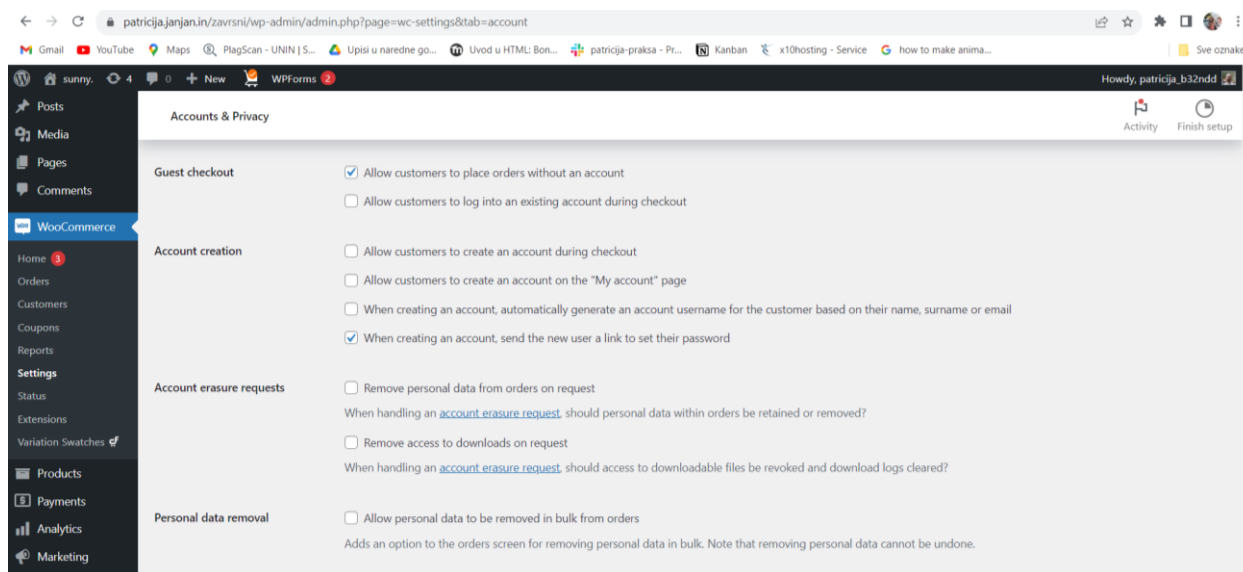 patricija.janjan.in/zavrsni/wp-admin/admin.php?page=wc-settings&tab=account
Gmail YouTube Maps PlagScan - UNIN | S... Upisi u naredne go... Uvod u HTML: Bon... patricija-praksa - Pr... Kanban x10hosting - Service how to make anima... Sve oznake
sunny. 4 0 + New WPForms 2 Howdy, patricija_b32ndd
Posts
Media
Pages
Comments
WooCommerce
Home 3
Orders
Customers
Coupons
Reports
Settings
Status
Extensions
Variation Swatches
Products
Payments
Analytics
Marketing
Accounts & Privacy
Activity Finish setup
Guest checkout
Allow customers to place orders without an account
Allow customers to log into an existing account during checkout
Account creation
Allow customers to create an account during checkout
Allow customers to create an account on the "My account" page
When creating an account, automatically generate an account username for the customer based on their name, surname or email
When creating an account, send the new user a link to set their password
Account erasure requests
Remove personal data from orders on request
When handling an account erasure request, should personal data within orders be retained or removed?
Remove access to downloads on request
When handling an account erasure request, should access to downloadable files be revoked and download logs cleared?
Personal data removal
Allow personal data to be removed in bulk from orders
Adds an option to the orders screen for removing personal data in bulk. Note that removing personal data cannot be undone.